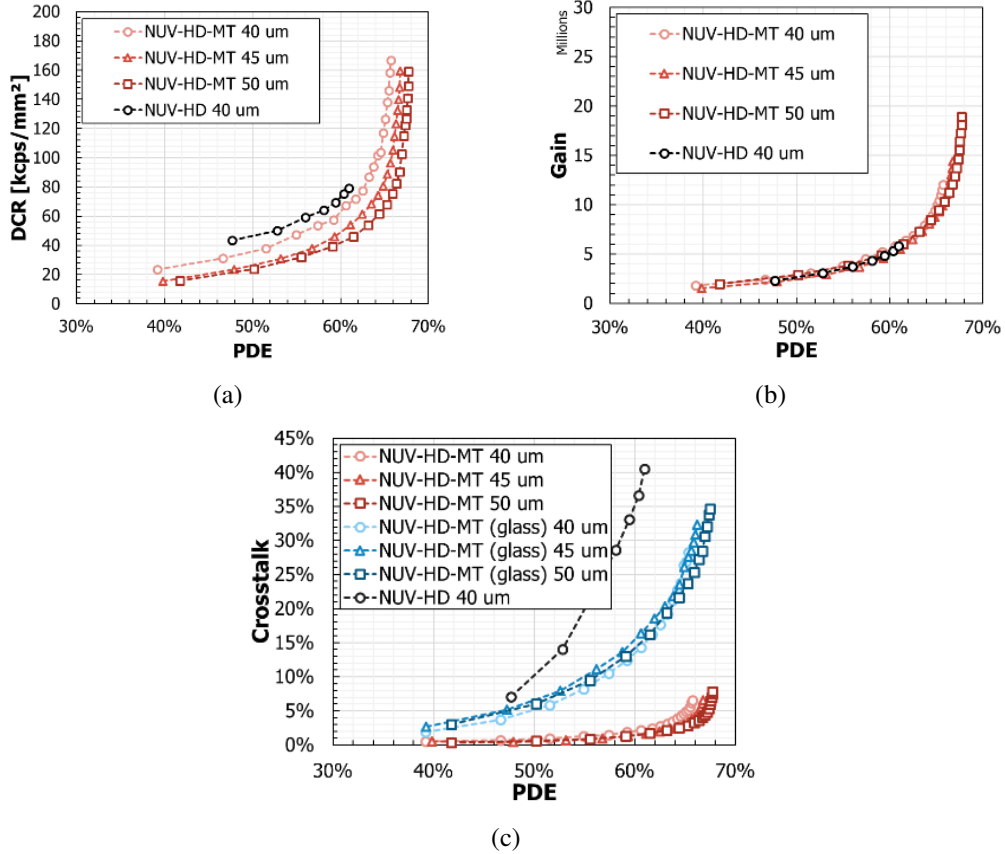 200
180
160
140
120
100
80
60
40
20
0
DCR [kcps/mm²]
NUV-HD-MT 40 um
NUV-HD-MT 45 um
NUV-HD-MT 50 um
NUV-HD 40 um
30% 40% 50% 60% 70%
PDE
(a)
30
25
20
15
10
5
0
Millions
Gain
NUV-HD-MT 40 um
NUV-HD-MT 45 um
NUV-HD-MT 50 um
NUV-HD 40 um
30% 40% 50% 60% 70%
PDE
(b)
45%
40%
35%
30%
25%
20%
15%
10%
5%
0%
Crosstalk
NUV-HD-MT 40 um
NUV-HD-MT 45 um
NUV-HD-MT 50 um
NUV-HD-MT (glass) 40 um
NUV-HD-MT (glass) 45 um
NUV-HD-MT (glass) 50 um
NUV-HD 40 um
30% 40% 50% 60% 70%
PDE
(c)